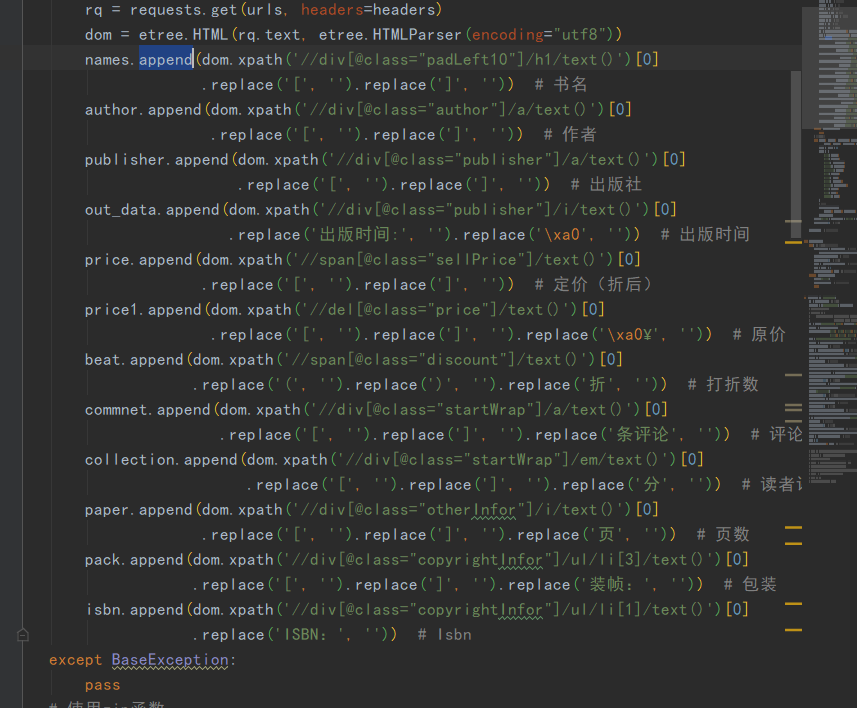 rq = requests.get(urls, headers=headers)
dom = etree.HTML(rq.text, etree.HTMLParser(encoding="utf8"))
names.append(dom.xpath('//div[@class="padLeft10"]/h1/text()')[0]
.replace('[', '').replace(']', ''))  # 书名
author.append(dom.xpath('//div[@class="author"]/a/text()')[0]
.replace('[', '').replace(']', ''))  # 作者
publisher.append(dom.xpath('//div[@class="publisher"]/a/text()')[0]
.replace('[', '').replace(']', ''))  # 出版社
out_data.append(dom.xpath('//div[@class="publisher"]/i/text()')[0]
.replace('出版时间:', '').replace('\xa0', ''))  # 出版时间
price.append(dom.xpath('//span[@class="sellPrice"]/text()')[0]
.replace('[', '').replace(']', ''))  # 定价（折后）
price1.append(dom.xpath('//del[@class="price"]/text()')[0]
.replace('[', '').replace(']', '').replace('\xa0¥', ''))  # 原价
beat.append(dom.xpath('//span[@class="discount"]/text()')[0]
.replace('(', '').replace(')', '').replace('折', ''))  # 打折数
commnet.append(dom.xpath('//div[@class="startWrap"]/a/text()')[0]
.replace('[', '').replace(']', '').replace('条评论', ''))  # 评论
collection.append(dom.xpath('//div[@class="startWrap"]/em/text()')[0]
.replace('[', '').replace(']', '').replace('分', ''))  # 读者
paper.append(dom.xpath('//div[@class="otherInfor"]/i/text()')[0]
.replace('[', '').replace(']', '').replace('页', ''))  # 页数
pack.append(dom.xpath('//div[@class="copyrightInfor"]/ul/li[3]/text()')[0]
.replace('[', '').replace(']', '').replace('装帧：', ''))  # 包装
isbn.append(dom.xpath('//div[@class="copyrightInfor"]/ul/li[1]/text()')[0]
.replace('ISBN：', ''))  # Isbn
except BaseException:
pass